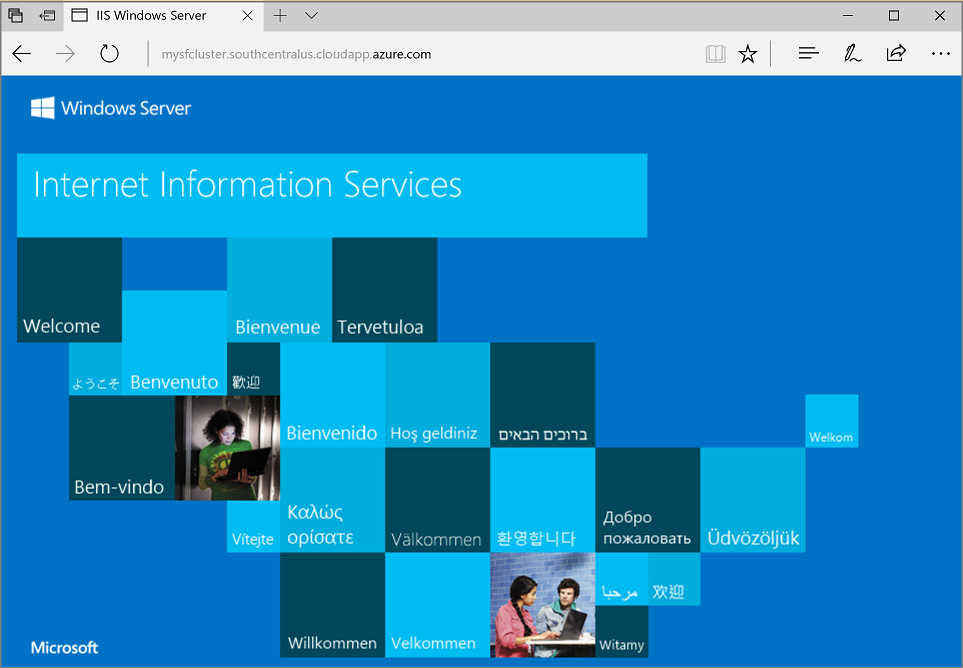 IIS Windows Server
mysfcluster.southcentralus.cloudapp.azure.com
Windows Server
Internet Information Services
Welcome
Bienvenue
Tervetuloa
ようこそ
Benvenuto
歡迎
Bienvenido
Hoş geldiniz
ברוכים הבאים
Welkom
Bem-vindo
Vítejte
Καλώς
ορίσατε
Välkommen
환영합니다
Добро
пожаловать
Üdvözöljük
مرحبا
欢迎
Willkommen
Velkommen
Witamy
Microsoft